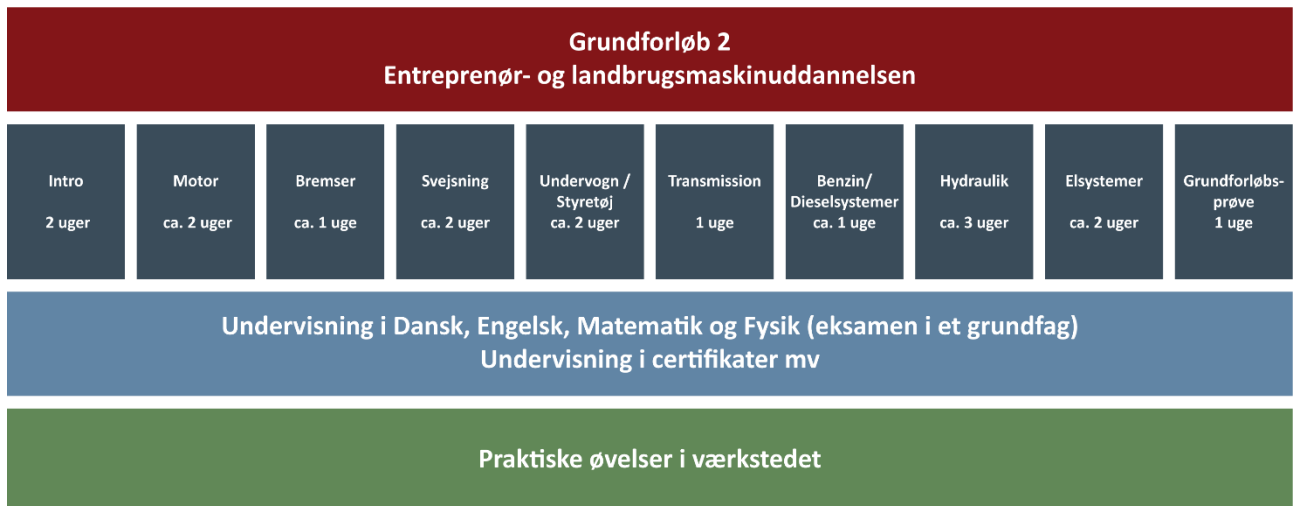 Grundforløb 2
Entreprenør- og landbrugsmaskinuddannelsen
Intro
2 uger
Motor
ca. 2 uger
Bremser
ca. 1 uge
Svejsning
ca. 2 uger
Undervogn /
Styretøj
ca. 2 uger
Transmission
1 uge
Benzin/
Dieselsystemer
ca. 1 uge
Hydraulik
ca. 3 uger
Elsystemer
ca. 2 uger
Grundforløbs-
prøve
1 uge
Undervisning i Dansk, Engelsk, Matematik og Fysik (eksamen i et grundfag)
Undervisning i certifikater mv
Praktiske øvelser i værkstedet